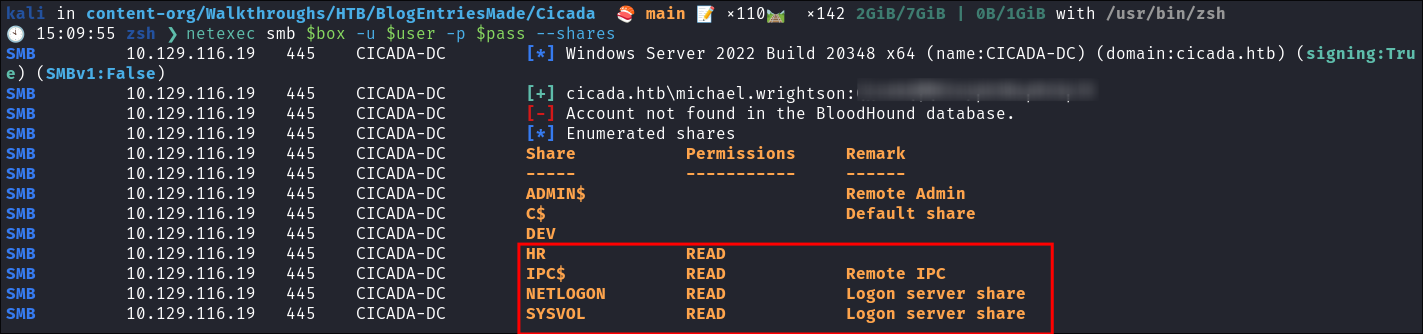 kali in content-org/Walkthroughs/HTB/BlogEntriesMade/Cicada 🍣 main 📝 ×110🛤️ ×142 2GiB/7GiB | 0B/1GiB with /usr/bin/zsh
🕒 15:09:55 zsh ❯ netexec smb $box -u $user -p $pass --shares
SMB 10.129.116.19 445 CICADA-DC [*] Windows Server 2022 Build 20348 x64 (name:CICADA-DC) (domain:cicada.htb) (signing:Tru
e) (SMBv1:False)
SMB 10.129.116.19 445 CICADA-DC [+] cicada.htb\michael.wrightson:
SMB 10.129.116.19 445 CICADA-DC [-] Account not found in the BloodHound database.
SMB 10.129.116.19 445 CICADA-DC [*] Enumerated shares
SMB 10.129.116.19 445 CICADA-DC Share Permissions Remark
SMB 10.129.116.19 445 CICADA-DC ----- ----------- ------
SMB 10.129.116.19 445 CICADA-DC ADMIN$ Remote Admin
SMB 10.129.116.19 445 CICADA-DC C$ Default share
SMB 10.129.116.19 445 CICADA-DC DEV
SMB 10.129.116.19 445 CICADA-DC HR READ
SMB 10.129.116.19 445 CICADA-DC IPC$ READ Remote IPC
SMB 10.129.116.19 445 CICADA-DC NETLOGON READ Logon server share
SMB 10.129.116.19 445 CICADA-DC SYSVOL READ Logon server share